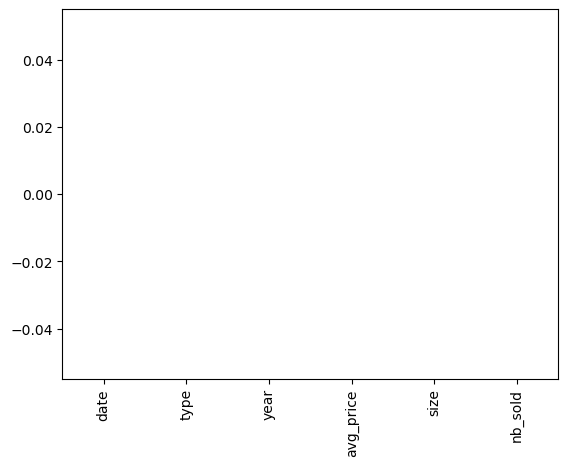 0.04
0.02
0.00
−0.02
−0.04
date
type
year
avg_price
size
nb_sold